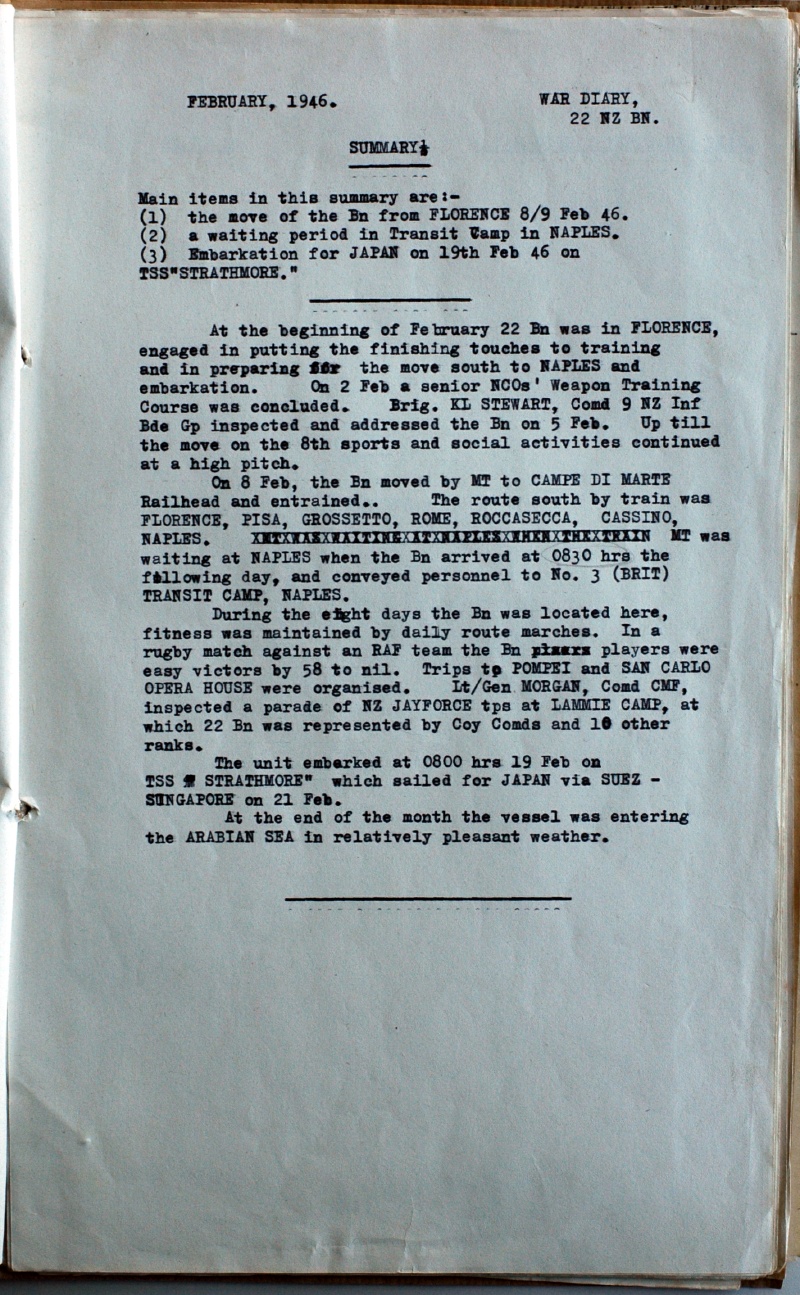 FEBRUARY, 1946. WAR DIARY,
22 NZ BN.
SUMMARY
Main items in this summary are:-
(1) the move of the Bn from FLORENCE 8/9 Feb 46.
(2) a waiting period in Transit Camp in NAPLES.
(3) Embarkation for JAPAN on 19th Feb 46 on
TSS"STRATHMORE."
At the beginning of February 22 Bn was in FLORENCE,
engaged in putting the finishing touches to training
and in preparing for the move south to NAPLES and
embarkation. On 2 Feb a senior NCOs' Weapon Training
Course was concluded. Brig. KL STEWART, Comd 9 NZ Inf
Bde Gp inspected and addressed the Bn on 5 Feb. Up till
the move on the 8th sports and social activities continued
at a high pitch.
On 8 Feb, the Bn moved by MT to CAMPE DI MARTE
Railhead and entrained.. The route south by train was
FLORENCE, PISA, GROSSETTO, ROME, ROCCASECCA, CASSINO,
NAPLES. MT was
waiting at NAPLES when the Bn arrived at 0830 hrs the
following day, and conveyed personnel to No. 3 (BRIT)
TRANSIT CAMP, NAPLES.
During the eight days the Bn was located here,
fitness was maintained by daily route marches. In a
rugby match against an RAF team the Bn players were
easy victors by 58 to nil. Trips to POMPEI and SAN CARLO
OPERA HOUSE were organised. Lt/Gen MORGAN, Comd CMF,
inspected a parade of NZ JAYFORCE tps at LAMMIE CAMP, at
which 22 Bn was represented by Coy Comds and 10 other
ranks.
The unit embarked at 0800 hrs 19 Feb on
TSS " STRATHMORE" which sailed for JAPAN via SUEZ -
SINGAPORE on 21 Feb.
At the end of the month the vessel was entering
the ARABIAN SEA in relatively pleasant weather.